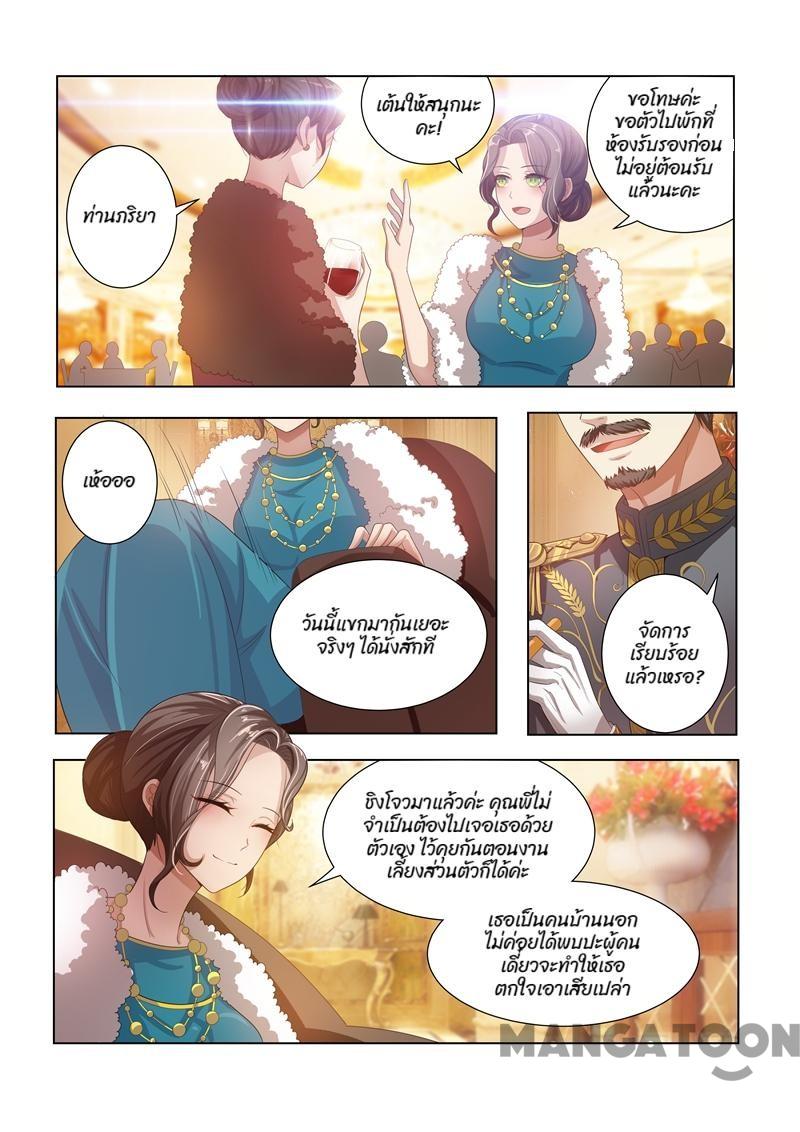 ท่านภริยา
เต้นให้สนุกนะ
คะ!
ขอโทษค่ะ
ขอตัวไปพักที่
ห้องรับรองก่อน
ไม่อยู่ต้อนรับ
แล้วนะคะ
เห้อออ
วันนี้แขกมากันเยอะ
จริงๆ ได้นั่งสักที
จัดการ
เรียบร้อย
แล้วเหรอ?
ชิงโจวมาแล้วค่ะ คุณพี่ไม่
จำเป็นต้องไปเจอเธอด้วย
ตัวเอง ไว้คุยกันตอนงาน
เลี้ยงส่วนตัวก็ได้ค่ะ
เธอเป็นคนบ้านนอก
ไม่ค่อยได้พบปะผู้คน
เดี๋ยวจะทำให้เธอ
ตกใจเอาเสียเปล่า
MANGATOON